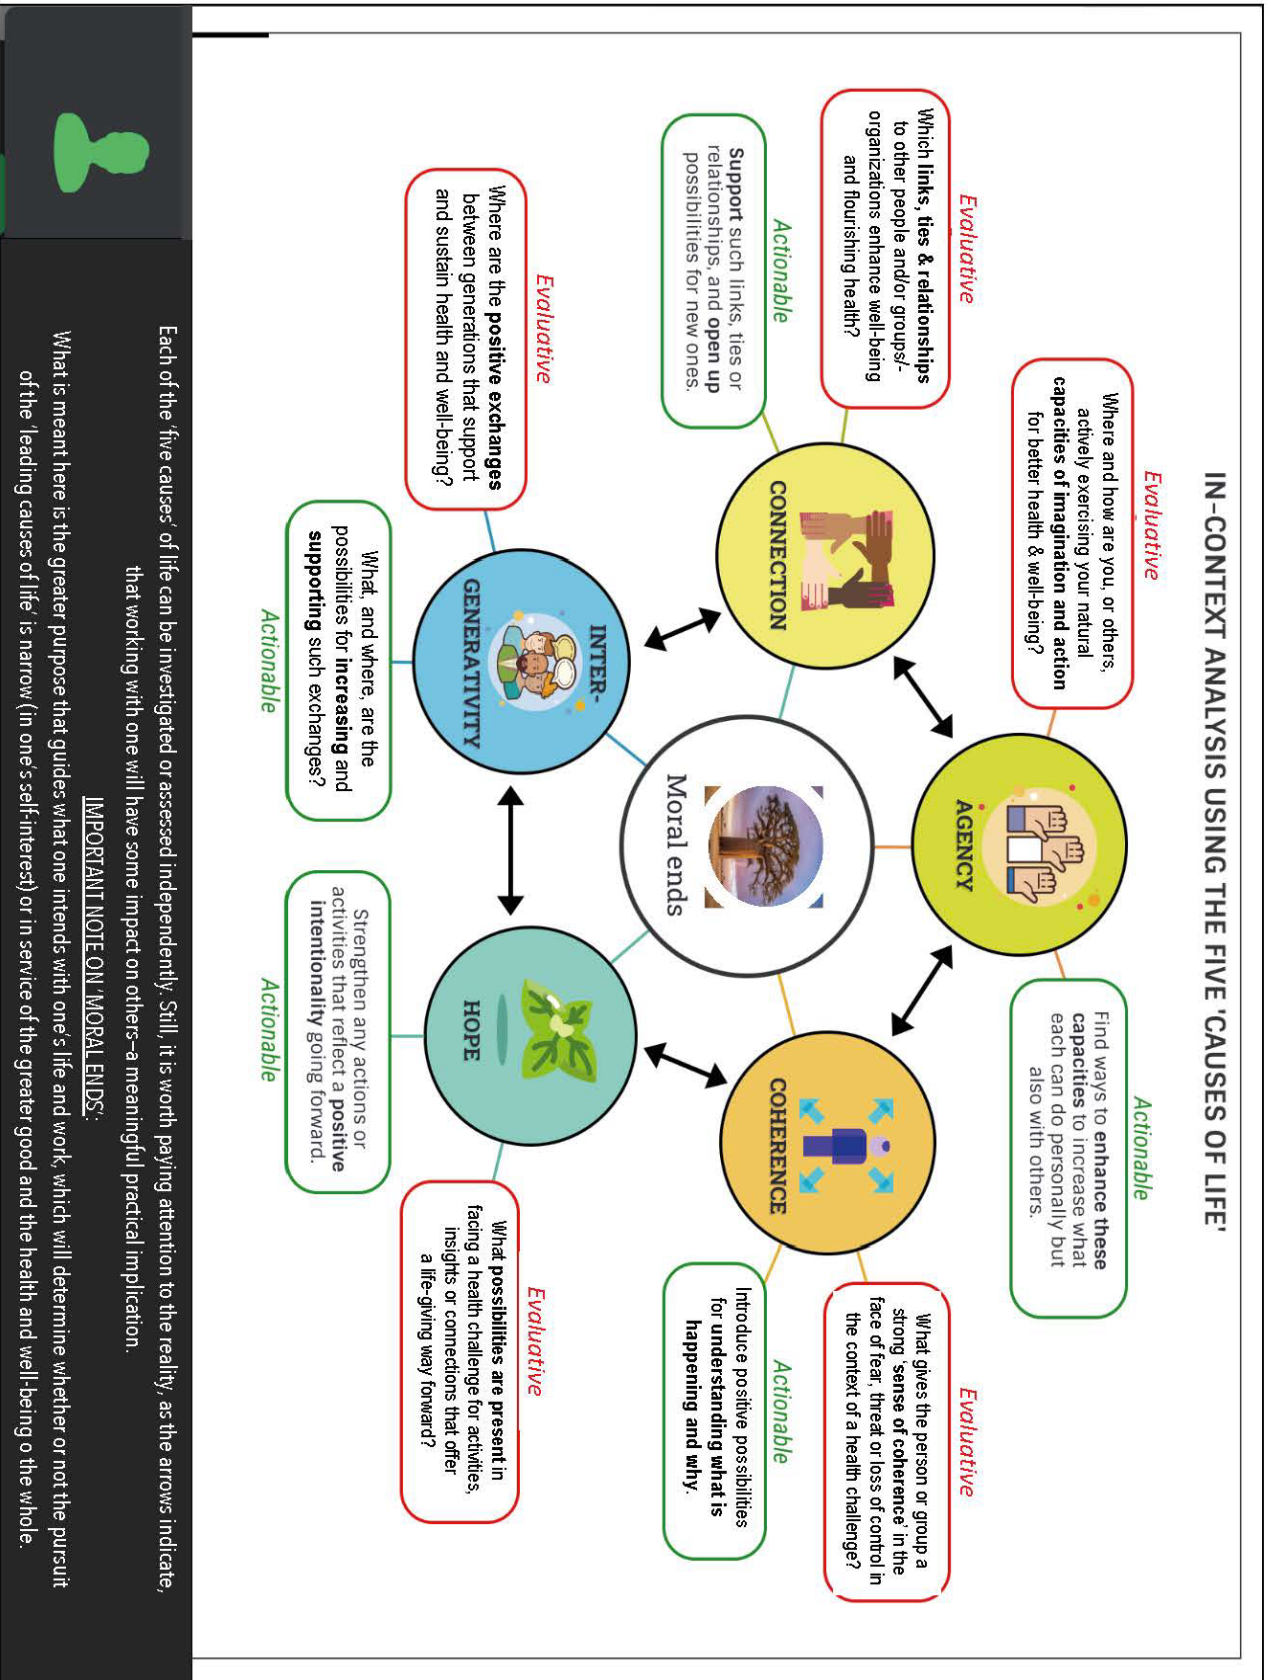 IN-CONTEXT ANALYSIS USING THE FIVE 'CAUSES OF LIFE'
Evaluative
Where and how are you, or others,
actively exercising your natural
capacities of imagination and action
for better health & well-being?
AGENCY
Actionable
Find ways to enhance these
capacities to increase what
each can do personally but
also with others.
Evaluative
Which links, ties & relationships
to other people and/or groups/-
organizations enhance well-being
and flourishing health?
Actionable
Support such links, ties or
relationships, and open up
possibilities for new ones.
CONNECTION
Moral ends
COHERENCE
Evaluative
What gives the person or group a
strong 'sense of coherence' in the
face of fear, threat or loss of control in
the context of a health challenge?
Actionable
Introduce positive possibilities
for understanding what is
happening and why.
Evaluative
Where are the positive exchanges
between generations that support
and sustain health and well-being?
INTER-
GENERATIVITY
What, and where, are the
possibilities for increasing and
supporting such exchanges?
Actionable
HOPE
Strengthen any actions or
activities that reflect a positive
intentionality going forward.
Actionable
Evaluative
What possibilities are present in
facing a health challenge for activities,
insights or connections that offer
a life-giving way forward?
Each of the 'five causes' of life can be investigated or assessed independently. Still, it is worth paying attention to the reality, as the arrows indicate,
that working with one will have some impact on others–a meaningful practical implication.
IMPORTANT NOTE ON 'MORAL ENDS':
What is meant here is the greater purpose that guides what one intends with one's life and work, which will determine whether or not the pursuit
of the 'leading causes of life' is narrow (in one's self-interest) or in service of the greater good and the health and well-being o the whole.